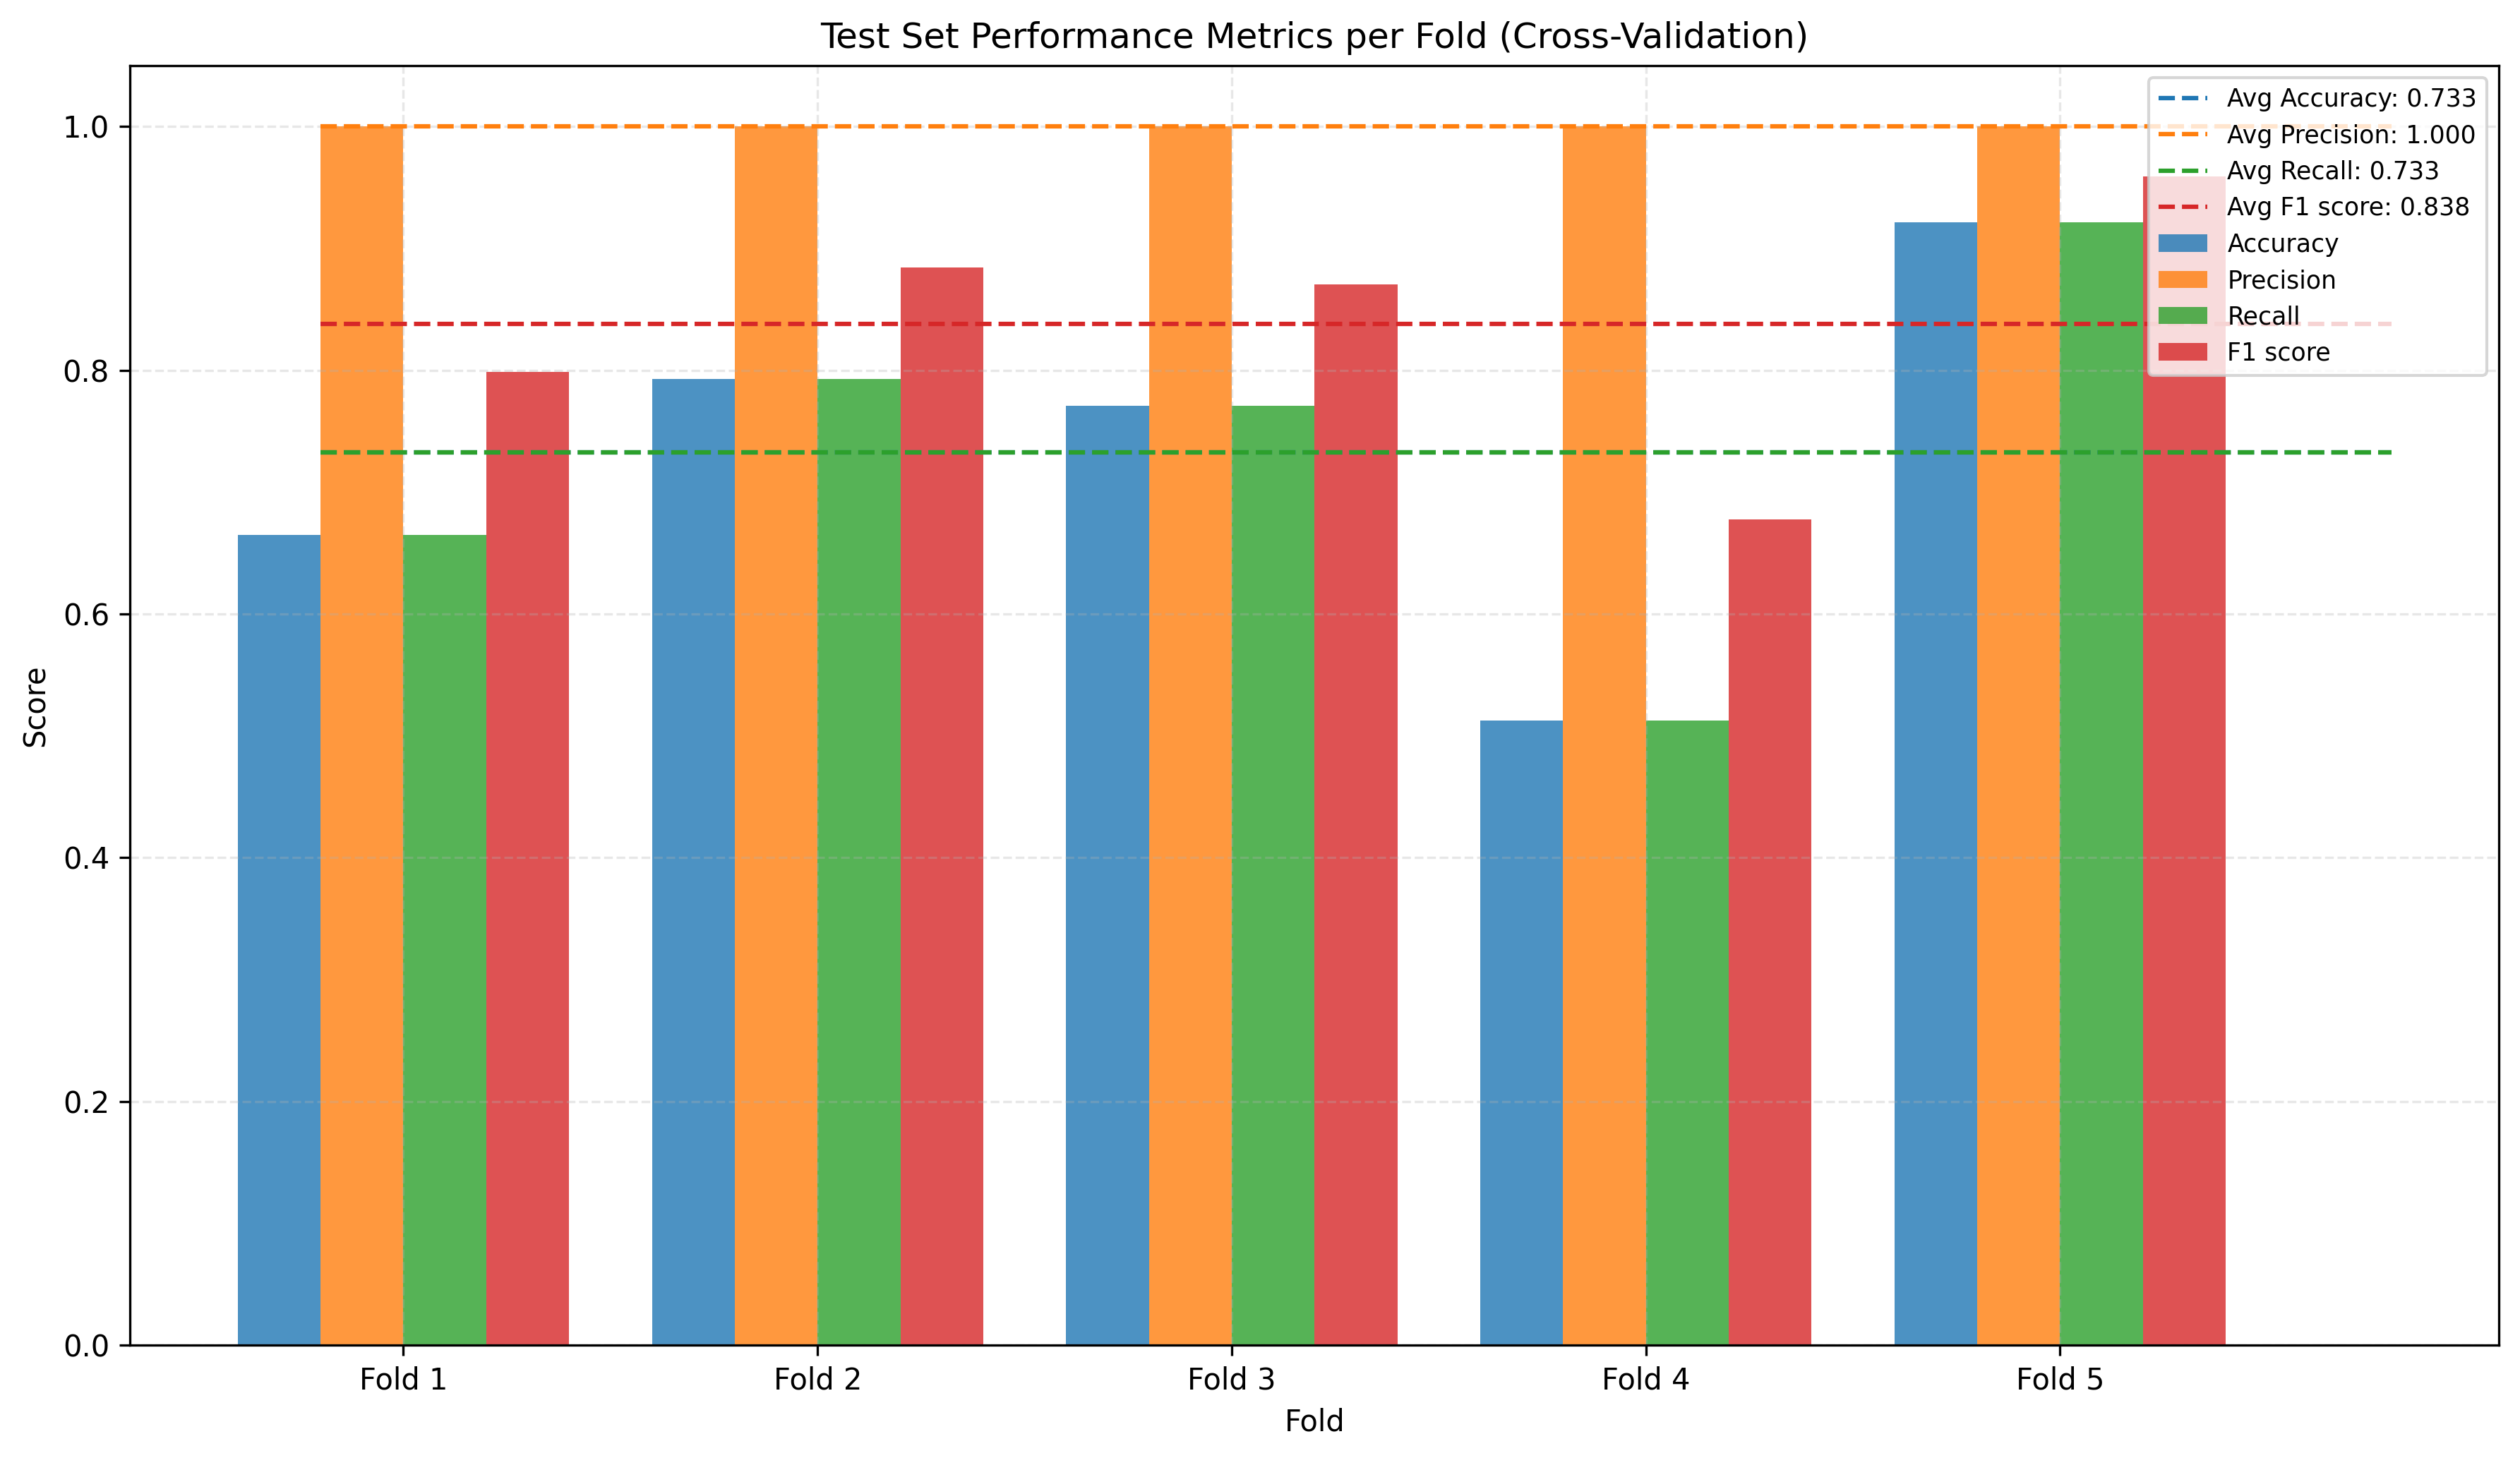 Test Set Performance Metrics per Fold (Cross-Validation)
Avg Accuracy: 0.733
Avg Precision: 1.000
Avg Recall: 0.733
Avg F1 score: 0.838
Accuracy
Precision
Recall
F1 score
Score
1.0
0.8
0.6
0.4
0.2
0.0
Fold 1
Fold 2
Fold 3
Fold 4
Fold 5
Fold